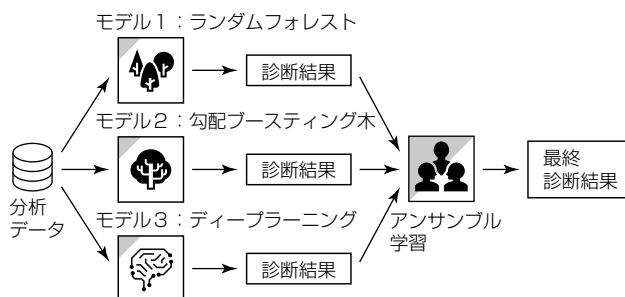 モデル１：ランダムフォレスト
診断結果
モデル２：勾配ブースティング木
診断結果
モデル３：ディープラーニング
診断結果
分析
データ
アンサンブル
学習
最終
診断結果